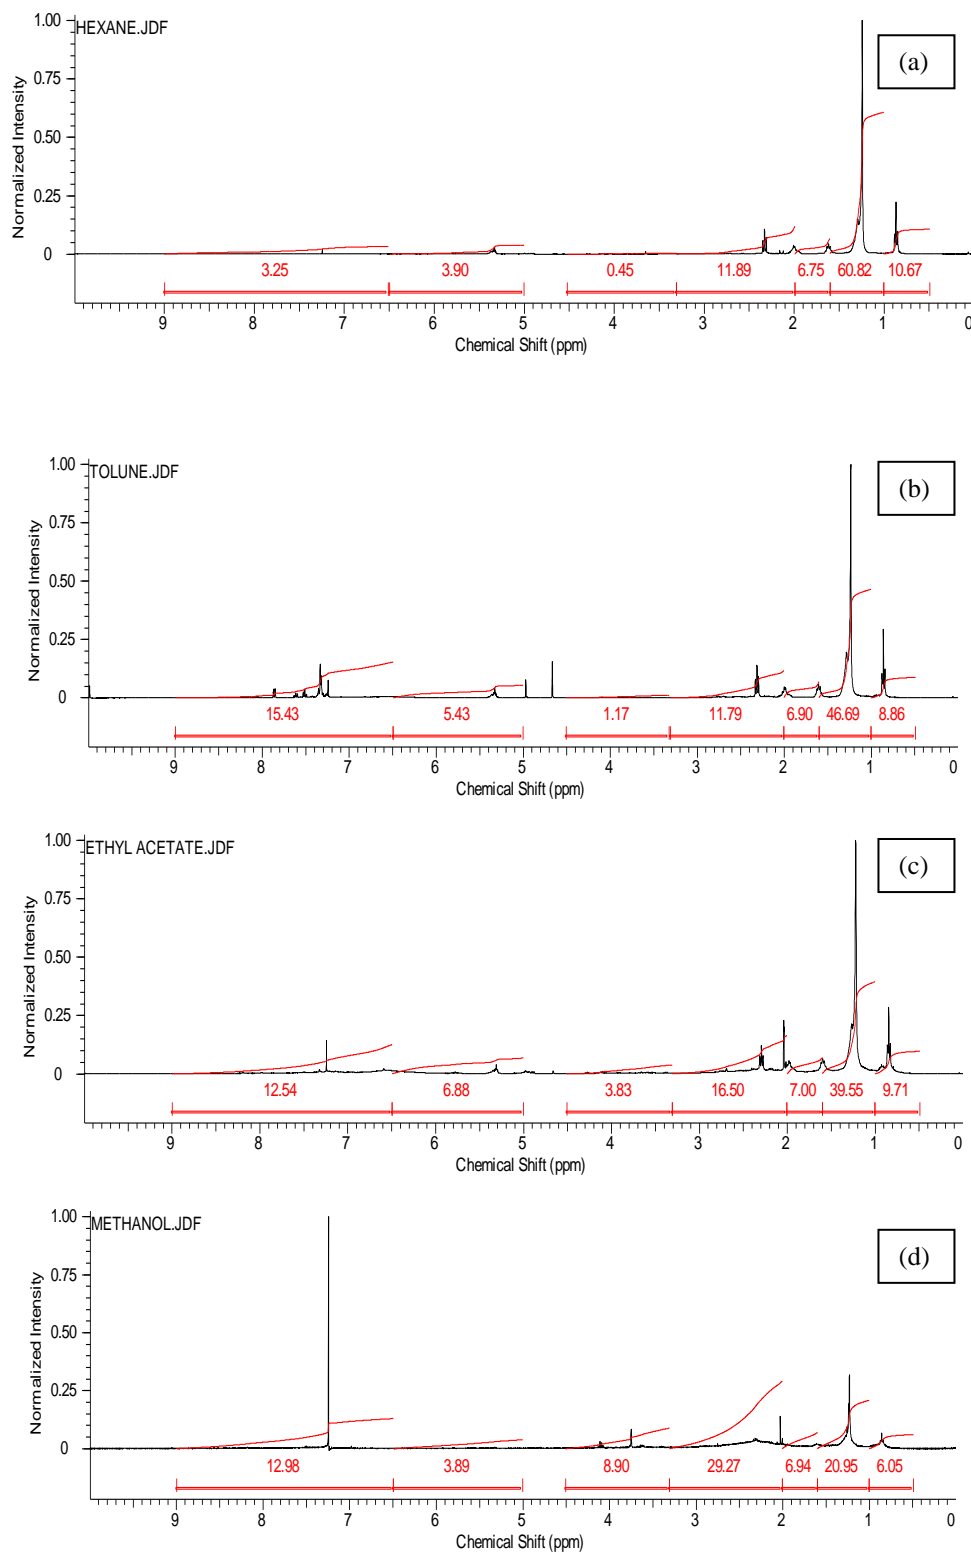 HEXANE.JDF
(a)
Normalized Intensity
1.00
0.75
0.50
0.25
0
3.25 3.90 0.45 11.89 6.75 60.82 10.67
9 8 7 6 5 4 3 2 1 0
Chemical Shift (ppm)
TOLUNE.JDF
(b)
Normalized Intensity
1.00
0.75
0.50
0.25
0
15.43 5.43 1.17 11.79 6.90 46.69 8.86
9 8 7 6 5 4 3 2 1 0
Chemical Shift (ppm)
ETHYL ACETATE.JDF
(c)
Normalized Intensity
1.00
0.75
0.50
0.25
0
12.54 6.88 3.83 16.50 7.00 39.55 9.71
9 8 7 6 5 4 3 2 1 0
Chemical Shift (ppm)
METHANOL.JDF
(d)
Normalized Intensity
1.00
0.75
0.50
0.25
0
12.98 3.89 8.90 29.27 6.94 20.95 6.05
9 8 7 6 5 4 3 2 1 0
Chemical Shift (ppm)